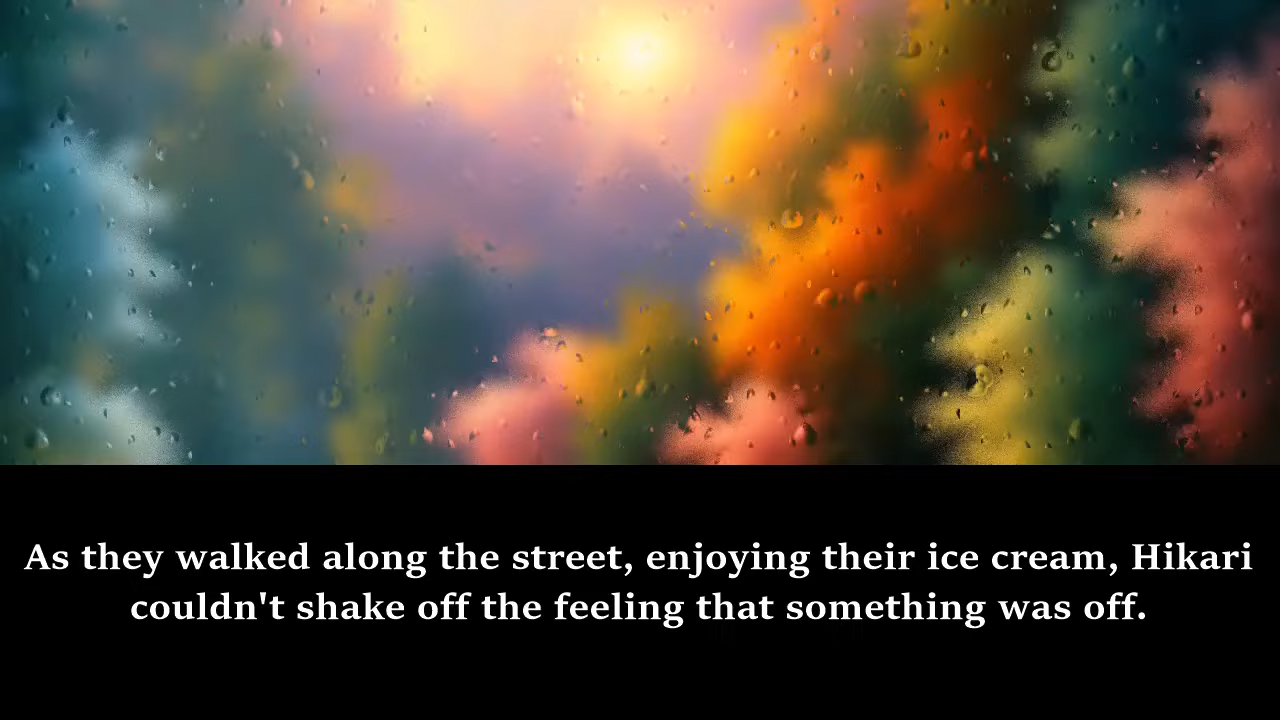 As they walked along the street, enjoying their ice cream, Hikari
couldn't shake off the feeling that something was off.